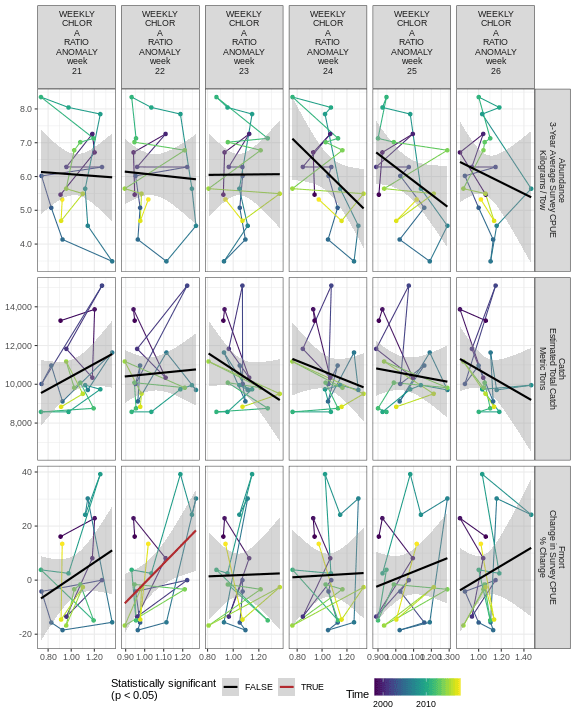 WEEKLY CHLOR A RATIO ANOMALY week 21
WEEKLY CHLOR A RATIO ANOMALY week 22
WEEKLY CHLOR A RATIO ANOMALY week 23
WEEKLY CHLOR A RATIO ANOMALY week 24
WEEKLY CHLOR A RATIO ANOMALY week 25
WEEKLY CHLOR A RATIO ANOMALY week 26
8.0
7.0
6.0
5.0
4.0
Abundance
3-Year Average Survey CPUE
Kilograms / Tow
14,000
12,000
10,000
8,000
Catch
Estimated Total Catch
Metric Tons
40
20
0
-20
Fmort
Change in Survey CPUE
% Change
0.80 1.00 1.20
0.90 1.00 1.10 1.20
0.80 1.00 1.20
0.80 1.00 1.20
0.90 1.00 1.10 1.20 1.30
1.00 1.20 1.40
Statistically significant
(p < 0.05)
FALSE
TRUE
Time
2000 2010